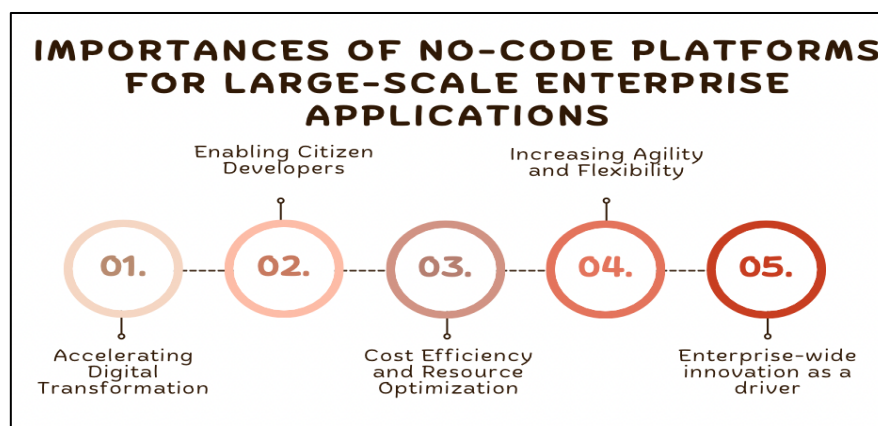 IMPORTANCES OF NO-CODE PLATFORMS
FOR LARGE-SCALE ENTERPRISE
APPLICATIONS
Enabling Citizen
Developers
Increasing Agility
and Flexibility
01.
02.
03.
04.
05.
Accelerating
Digital
Transformation
Cost Efficiency
and Resource
Optimization
Enterprise-wide
innovation as a
driver